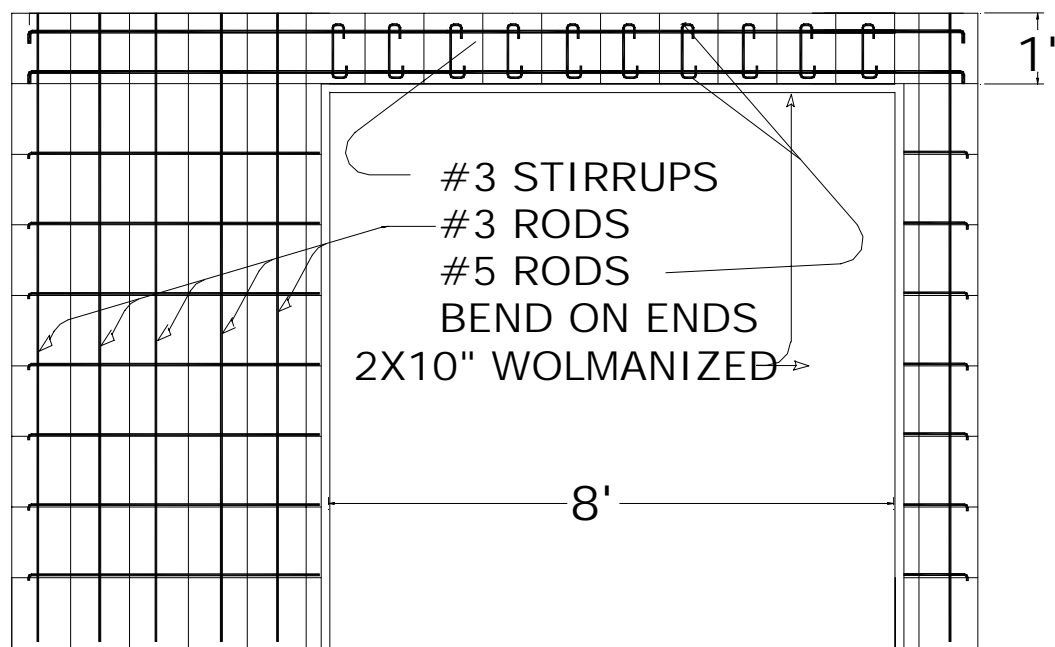 1'
#3 STIRRUPS
#3 RODS
#5 RODS
BEND ON ENDS
2X10" WOLMANIZED
8'